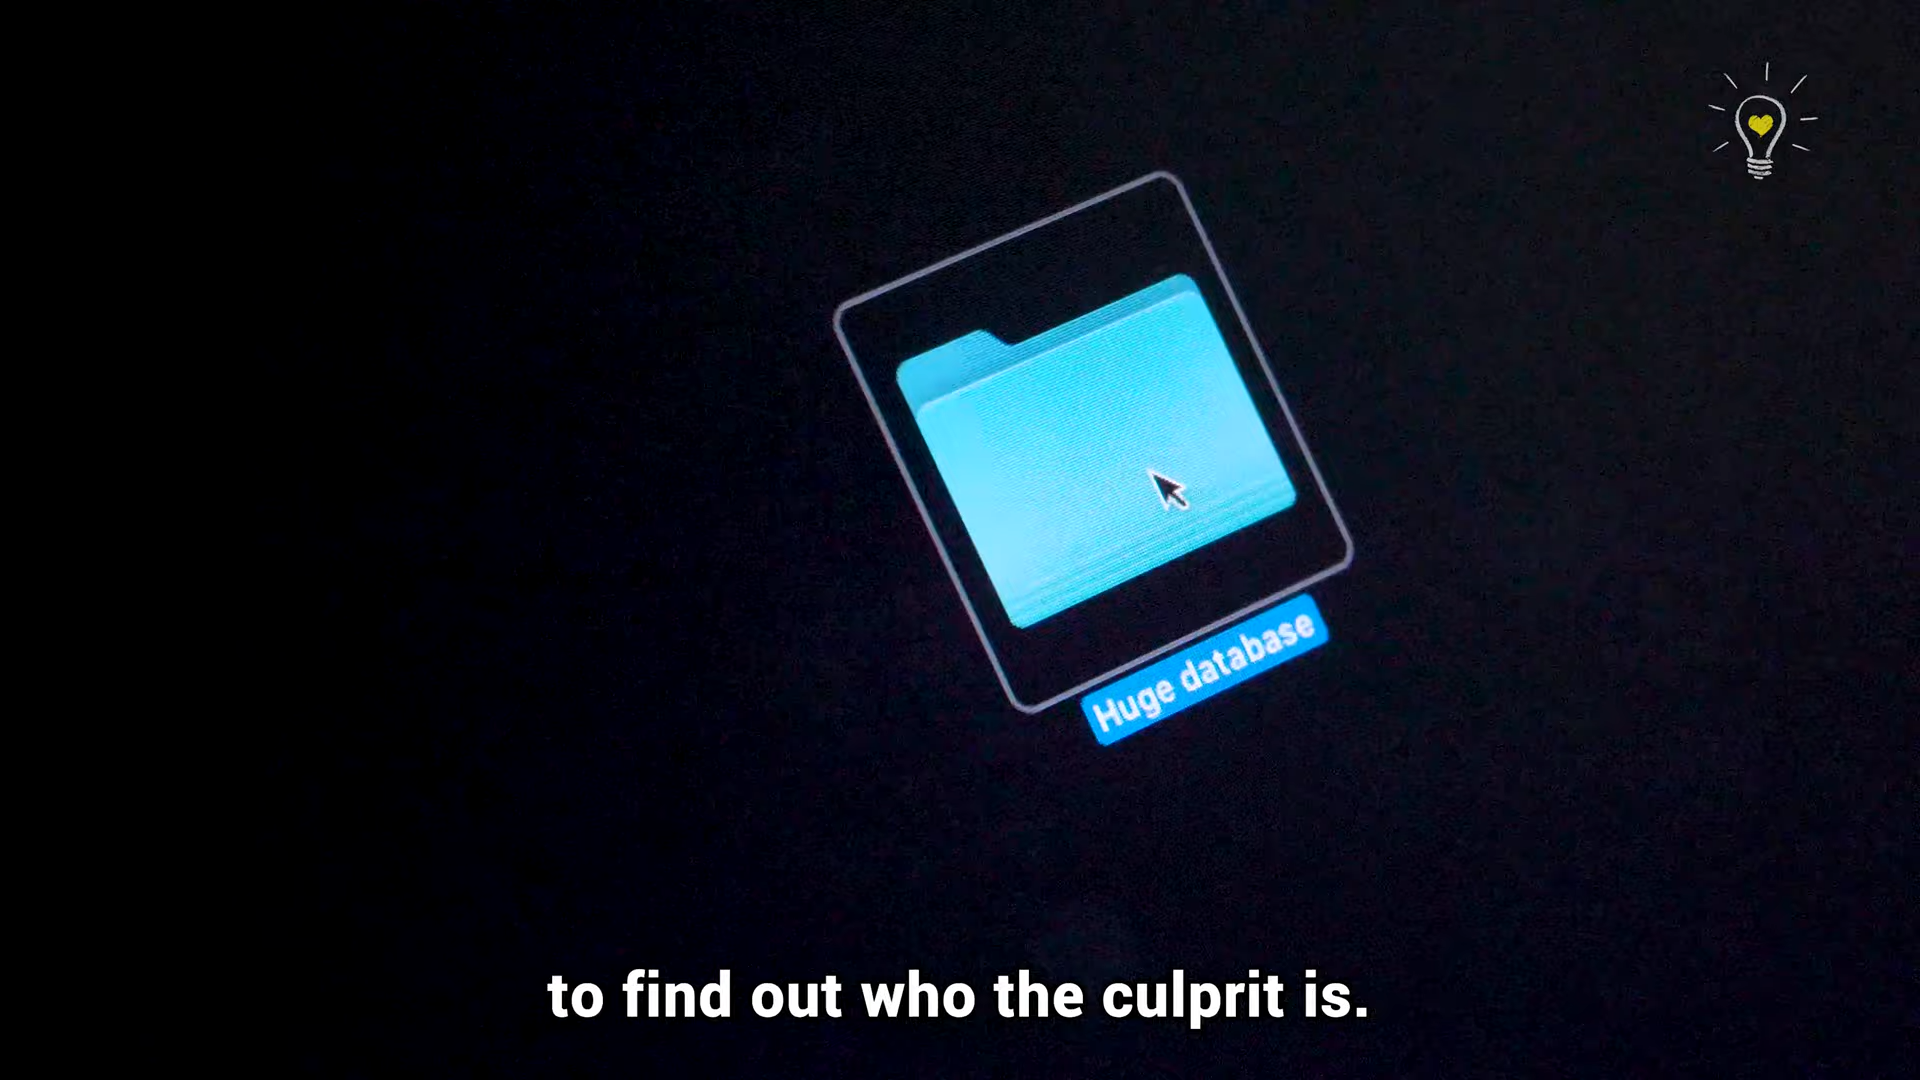 Huge database
to find out who the culprit is.